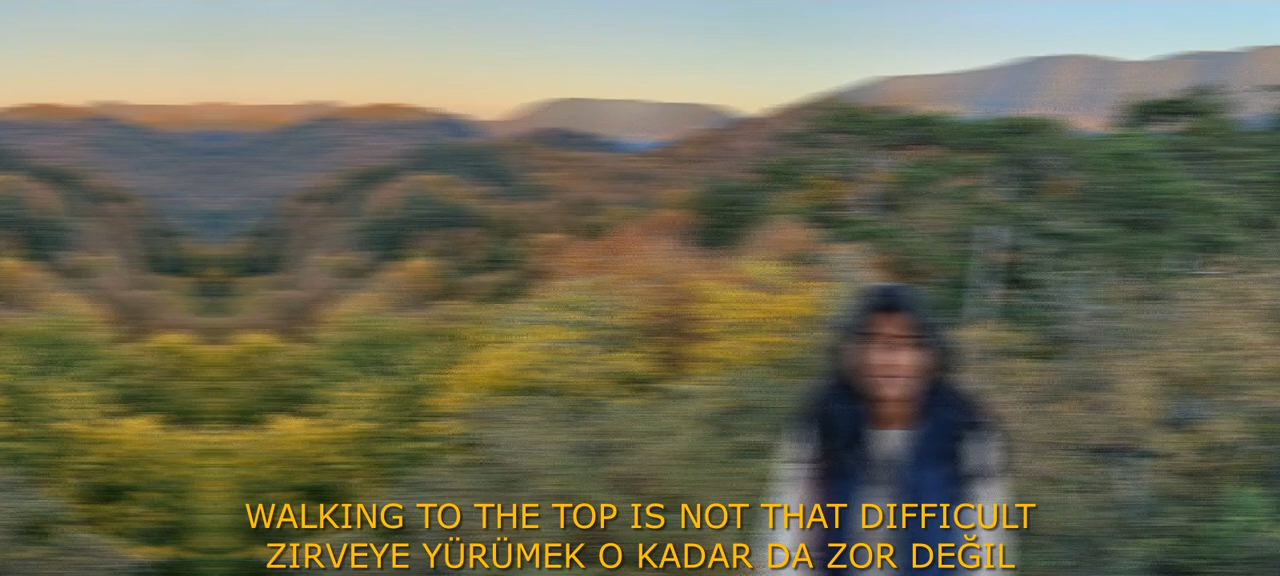 WALKING TO THE TOP IS NOT THAT DIFFICULT
ZIRVEYE YÜRÜMEK O KADAR DA ZOR DEĞIL